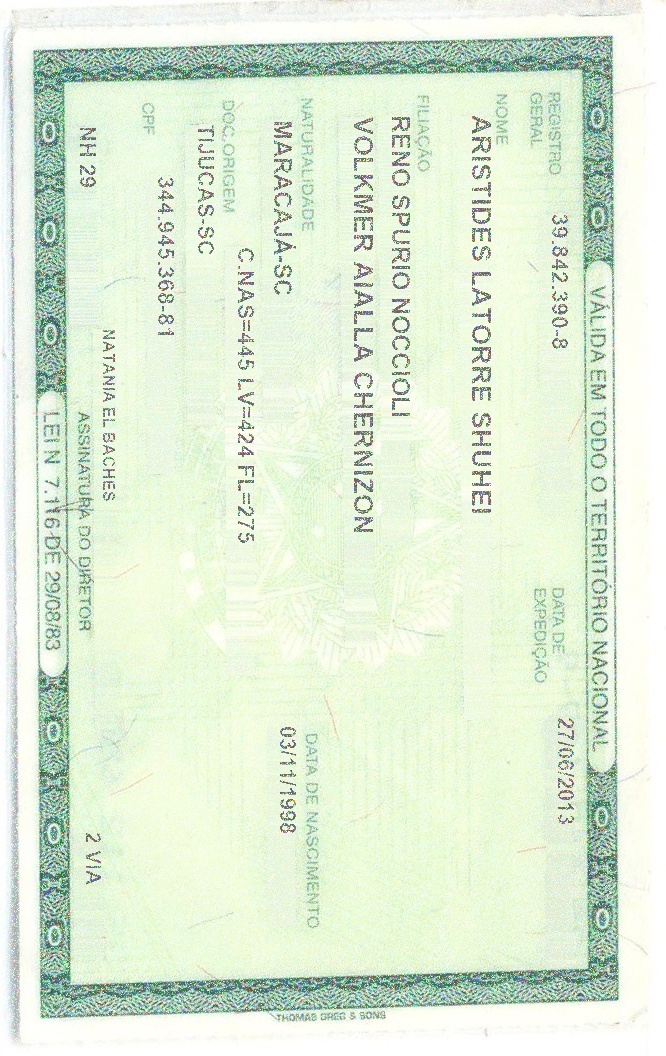 VÁLIDA EM TODO O TERRITÓRIO NACIONAL
REGISTRO GERAL 39.842.390-8 DATA DE EXPEDIÇÃO 27/06/2013
NOME
ARISTIDES LATORRE SHUHEI
FILIAÇÃO
RENO SPURIO NOCCIOLI
VOLKMER AIALLA CHERNIZON
NATURALIDADE DATA DE NASCIMENTO
MARACAJÁ-SC 03/11/1998
DOC. ORIGEM C.NAS=445 LV=424 FL=275
TIJUCAS-SC
CPF 344.945.368-81
NATANIA EL BACHES
NH 29 ASSINATURA DO DIRETOR 2 VIA
LEI N 7.116 DE 29/08/83
THOMAS GREG & SONS